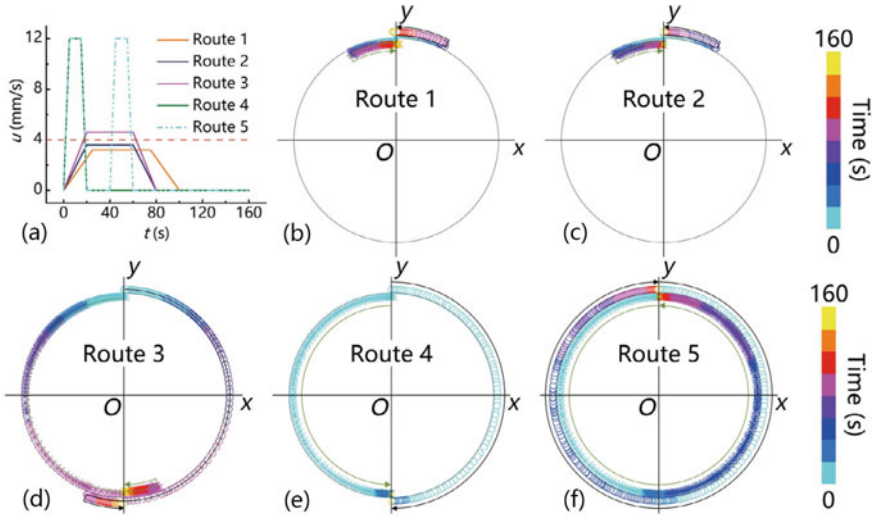 12
8
4
0
u (mm/s)
0 40 80 120 160
t (s)
Route 1
Route 2
Route 3
Route 4
Route 5
(a)
y
Route 1
O
x
(b)
y
Route 2
O
x
(c)
160
Time (s)
0
y
Route 3
O
x
(d)
y
Route 4
O
x
(e)
y
Route 5
O
x
(f)
160
Time (s)
0